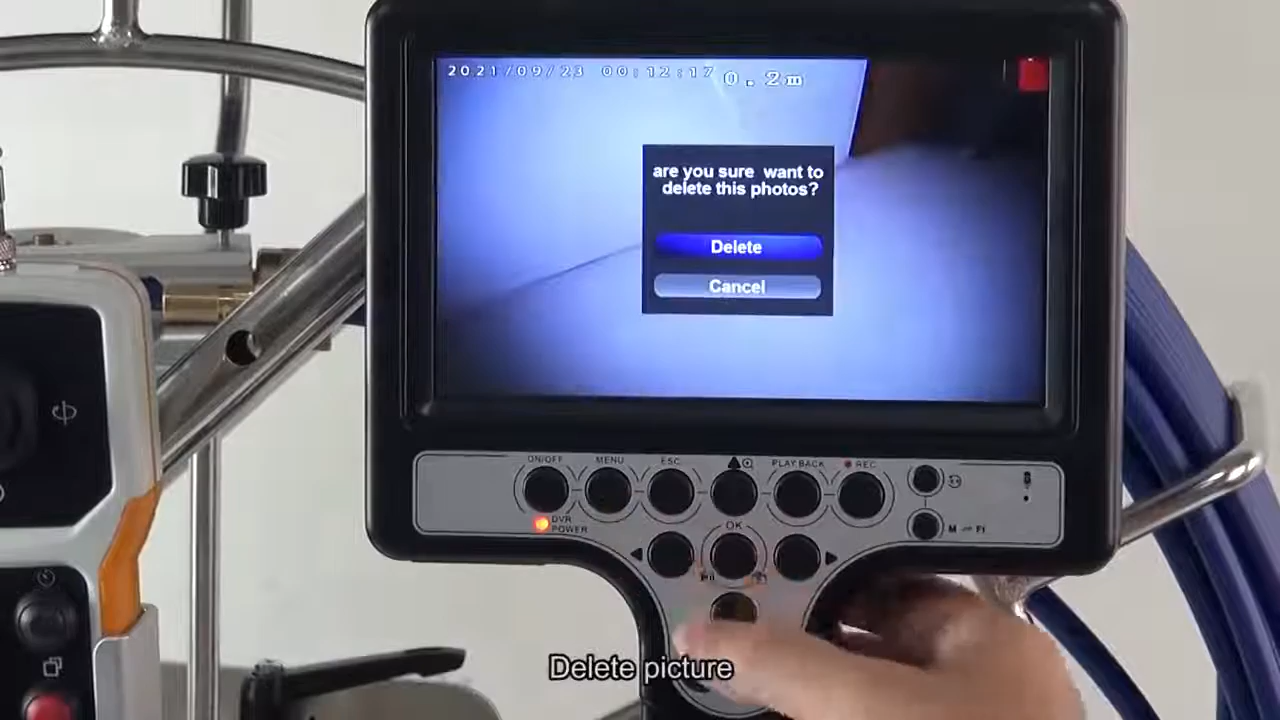 2021/09/23 00:12:17 0.2m
are you sure want to
delete this photos?
Delete
Cancel
ON/OFF MENU ESC PLAY BACK REC
DVR
POWER
OK
M Ft
Delete picture